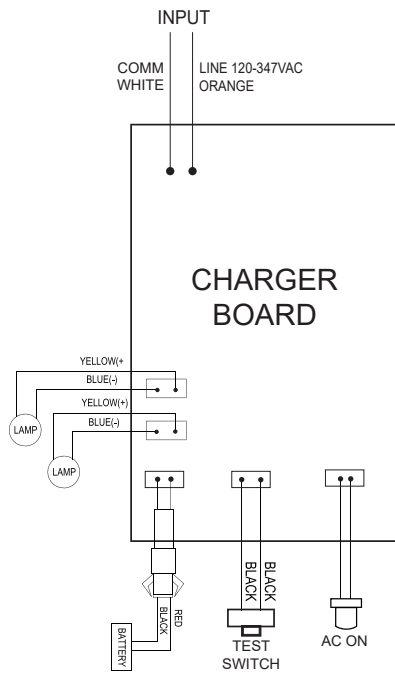 INPUT
COMM
WHITE
LINE 120-347VAC
ORANGE
CHARGER
BOARD
YELLOW(+
BLUE(-)
YELLOW(+)
BLUE(-)
LAMP
LAMP
BLACK
BLACK
RED
BLACK
BATTERY
TEST
SWITCH
AC ON